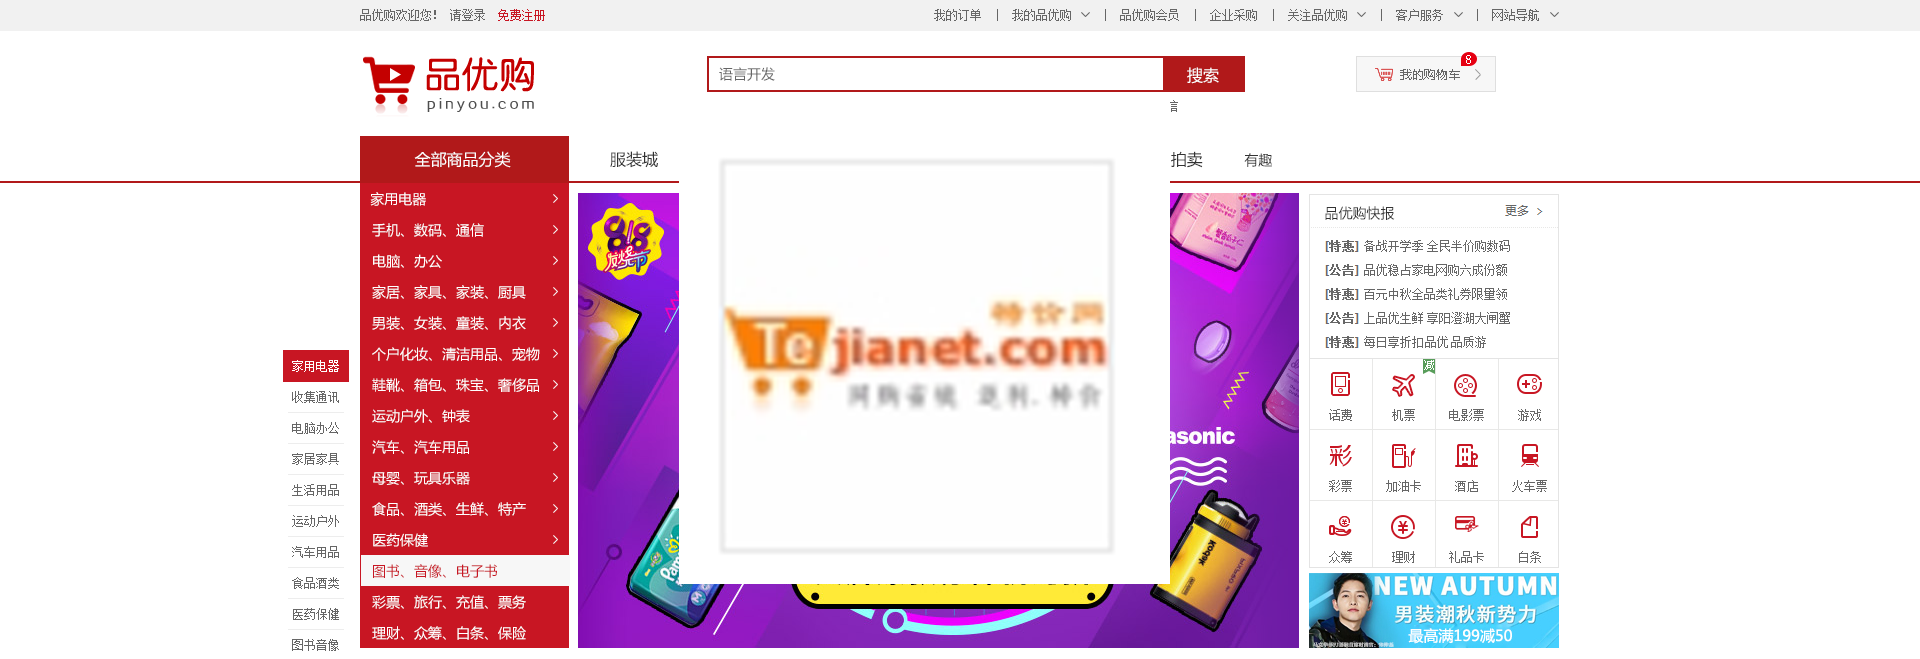 品优购欢迎您! 请登录 免费注册
我的订单 我的品优购 品优购会员 企业采购 关注品优购 客户服务 网站导航
品优购
pinyou.com
语言开发
搜索
8
我的购物车
言
全部商品分类
服装城
拍卖
有趣
家用电器
手机、数码、通信
电脑、办公
家居、家具、家装、厨具
男装、女装、童装、内衣
个户化妆、清洁用品、宠物
鞋靴、箱包、珠宝、奢侈品
运动户外、钟表
汽车、汽车用品
母婴、玩具乐器
食品、酒类、生鲜、特产
医药保健
图书、音像、电子书
彩票、旅行、充值、票务
理财、众筹、白条、保险
家用电器
收集通讯
电脑办公
家居家具
生活用品
运动户外
汽车用品
食品酒类
医药保健
图书音像
特价网
Tejianet.com
网购省钱 返利.特价
asonic
Kodak
品优购快报
更多
[特惠] 备战开学季 全民半价购数码
[公告] 品优稳占家电网购六成份额
[特惠] 百元中秋全品类礼券限量领
[公告] 上品优生鲜 享阳澄湖大闸蟹
[特惠] 每日享折扣品优品质游
减
话费 机票 电影票 游戏
彩
彩票 加油卡 酒店 火车票
众筹 理财 礼品卡 白条
NEW AUTUMN
男装潮秋新势力
最高满199减50